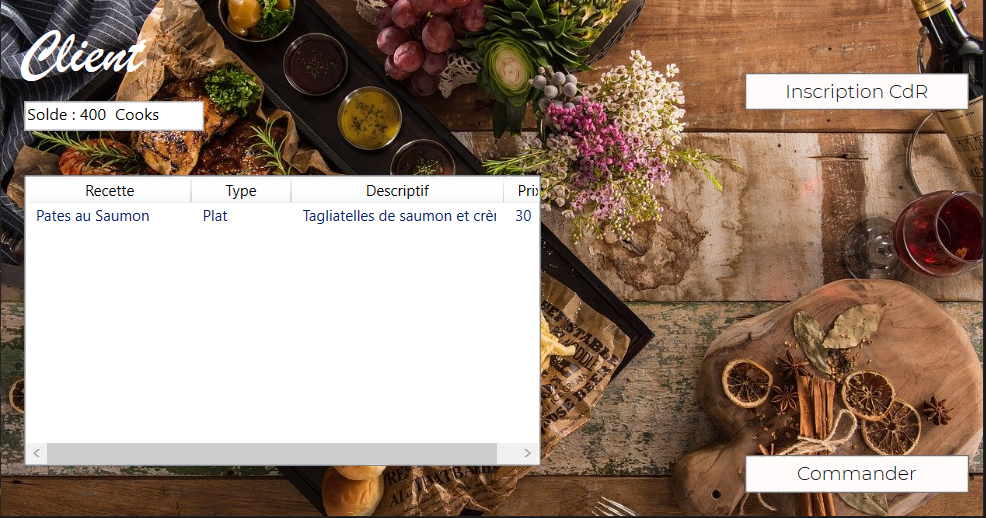 Client
Inscription CdR
Solde : 400 Cooks
Recette Type Descriptif Prix
Pates au Saumon Plat Tagliatelles de saumon et crè 30
Commander